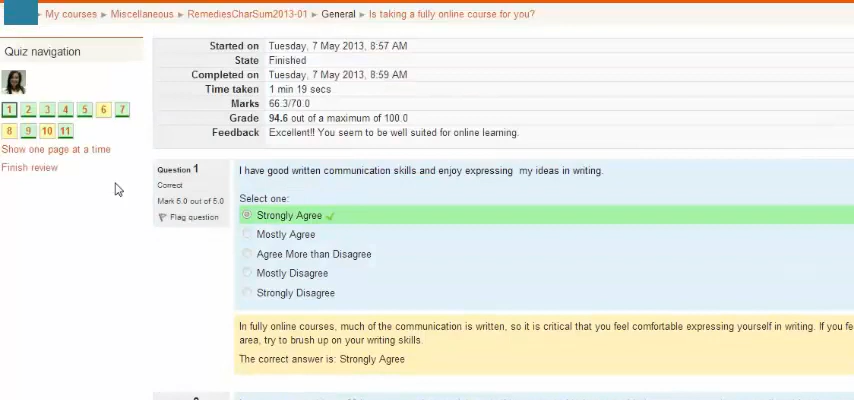 My courses ► Miscellaneous ► RemediesCharSum2013-01 ► General ► Is taking a fully online course for you?
Quiz navigation
1 2 3 4 5 6 7
8 9 10 11
Show one page at a time
Finish review
Started on Tuesday, 7 May 2013, 8:57 AM
State Finished
Completed on Tuesday, 7 May 2013, 8:59 AM
Time taken 1 min 19 secs
Marks 66.3/70.0
Grade 94.6 out of a maximum of 100.0
Feedback Excellent!! You seem to be well suited for online learning.
Question 1
Correct
Mark 5.0 out of 5.0
Flag question
I have good written communication skills and enjoy expressing my ideas in writing.
Select one:
Strongly Agree
Mostly Agree
Agree More than Disagree
Mostly Disagree
Strongly Disagree
In fully online courses, much of the communication is written, so it is critical that you feel comfortable expressing yourself in writing. If you fe
area, try to brush up on your writing skills.
The correct answer is: Strongly Agree